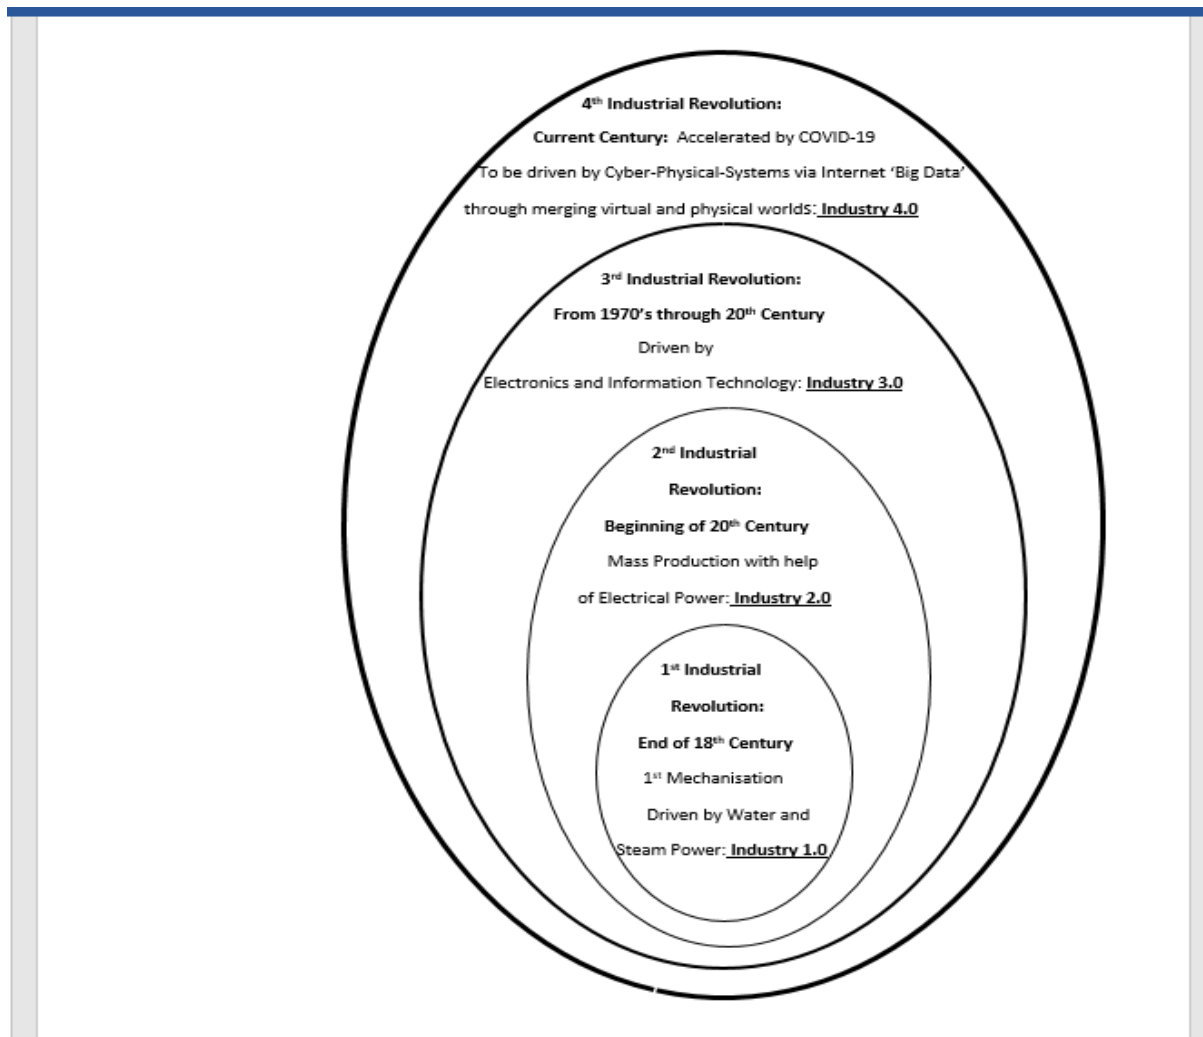 4th Industrial Revolution:
Current Century: Accelerated by COVID-19
To be driven by Cyber-Physical-Systems via Internet ‘Big Data’
through merging virtual and physical worlds: Industry 4.0
3rd Industrial Revolution:
From 1970’s through 20th Century
Driven by
Electronics and Information Technology: Industry 3.0
2nd Industrial
Revolution:
Beginning of 20th Century
Mass Production with help
of Electrical Power: Industry 2.0
1st Industrial
Revolution:
End of 18th Century
1st Mechanisation
Driven by Water and
Steam Power: Industry 1.0